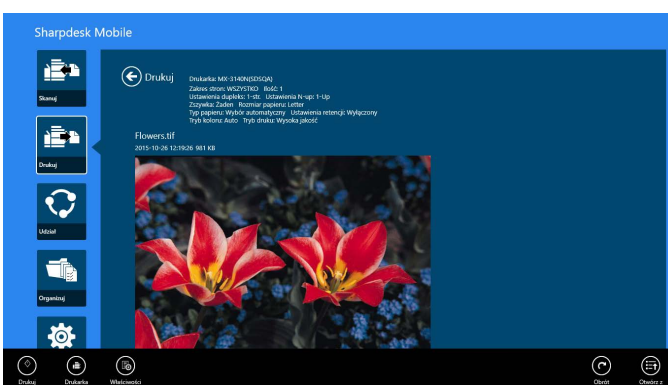 Sharpdesk Mobile
Skanuj
Drukuj
Udział
Organizuj
Drukuj
Drukarka: MX-3140N(SDSQA)
Zakres stron: WSZYSTKO Ilość: 1
Ustawienia dupleks: 1-str. Ustawienia N-up: 1-Up
Zszywka: Żaden Rozmiar papieru: Letter
Typ papieru: Wybór automatyczny Ustawienia retencji: Wyłączony
Tryb koloru: Auto Tryb druku: Wysoka jakość
Flowers.tif
2015-10-26 12:19:26 981 KB
Drukuj
Drukarka
Właściwości
Obrót
Otwórz z